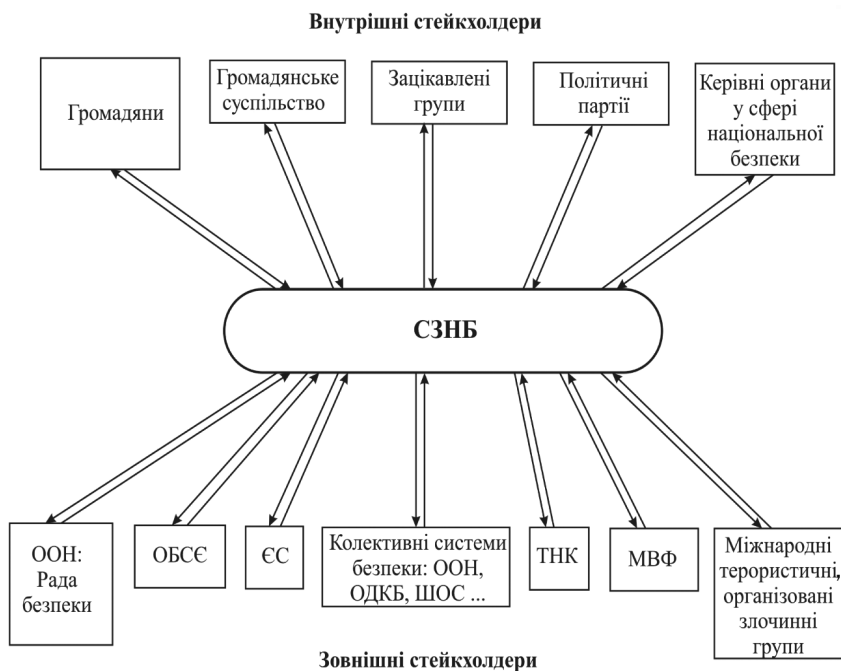 Внутрішні стейкхолдери
Громадяни
Громадянське
суспільство
Зацікавлені
групи
Політичні
партії
Керівні органи
у сфері
національної
безпеки
СЗНБ
ООН:
Рада
безпеки
ОБСЄ
ЄС
Колективні системи
безпеки: ООН,
ОДКБ, ШОС ...
ТНК
МВФ
Міжнародні
терористичні,
організовані
злочинні
групи
Зовнішні стейкхолдери